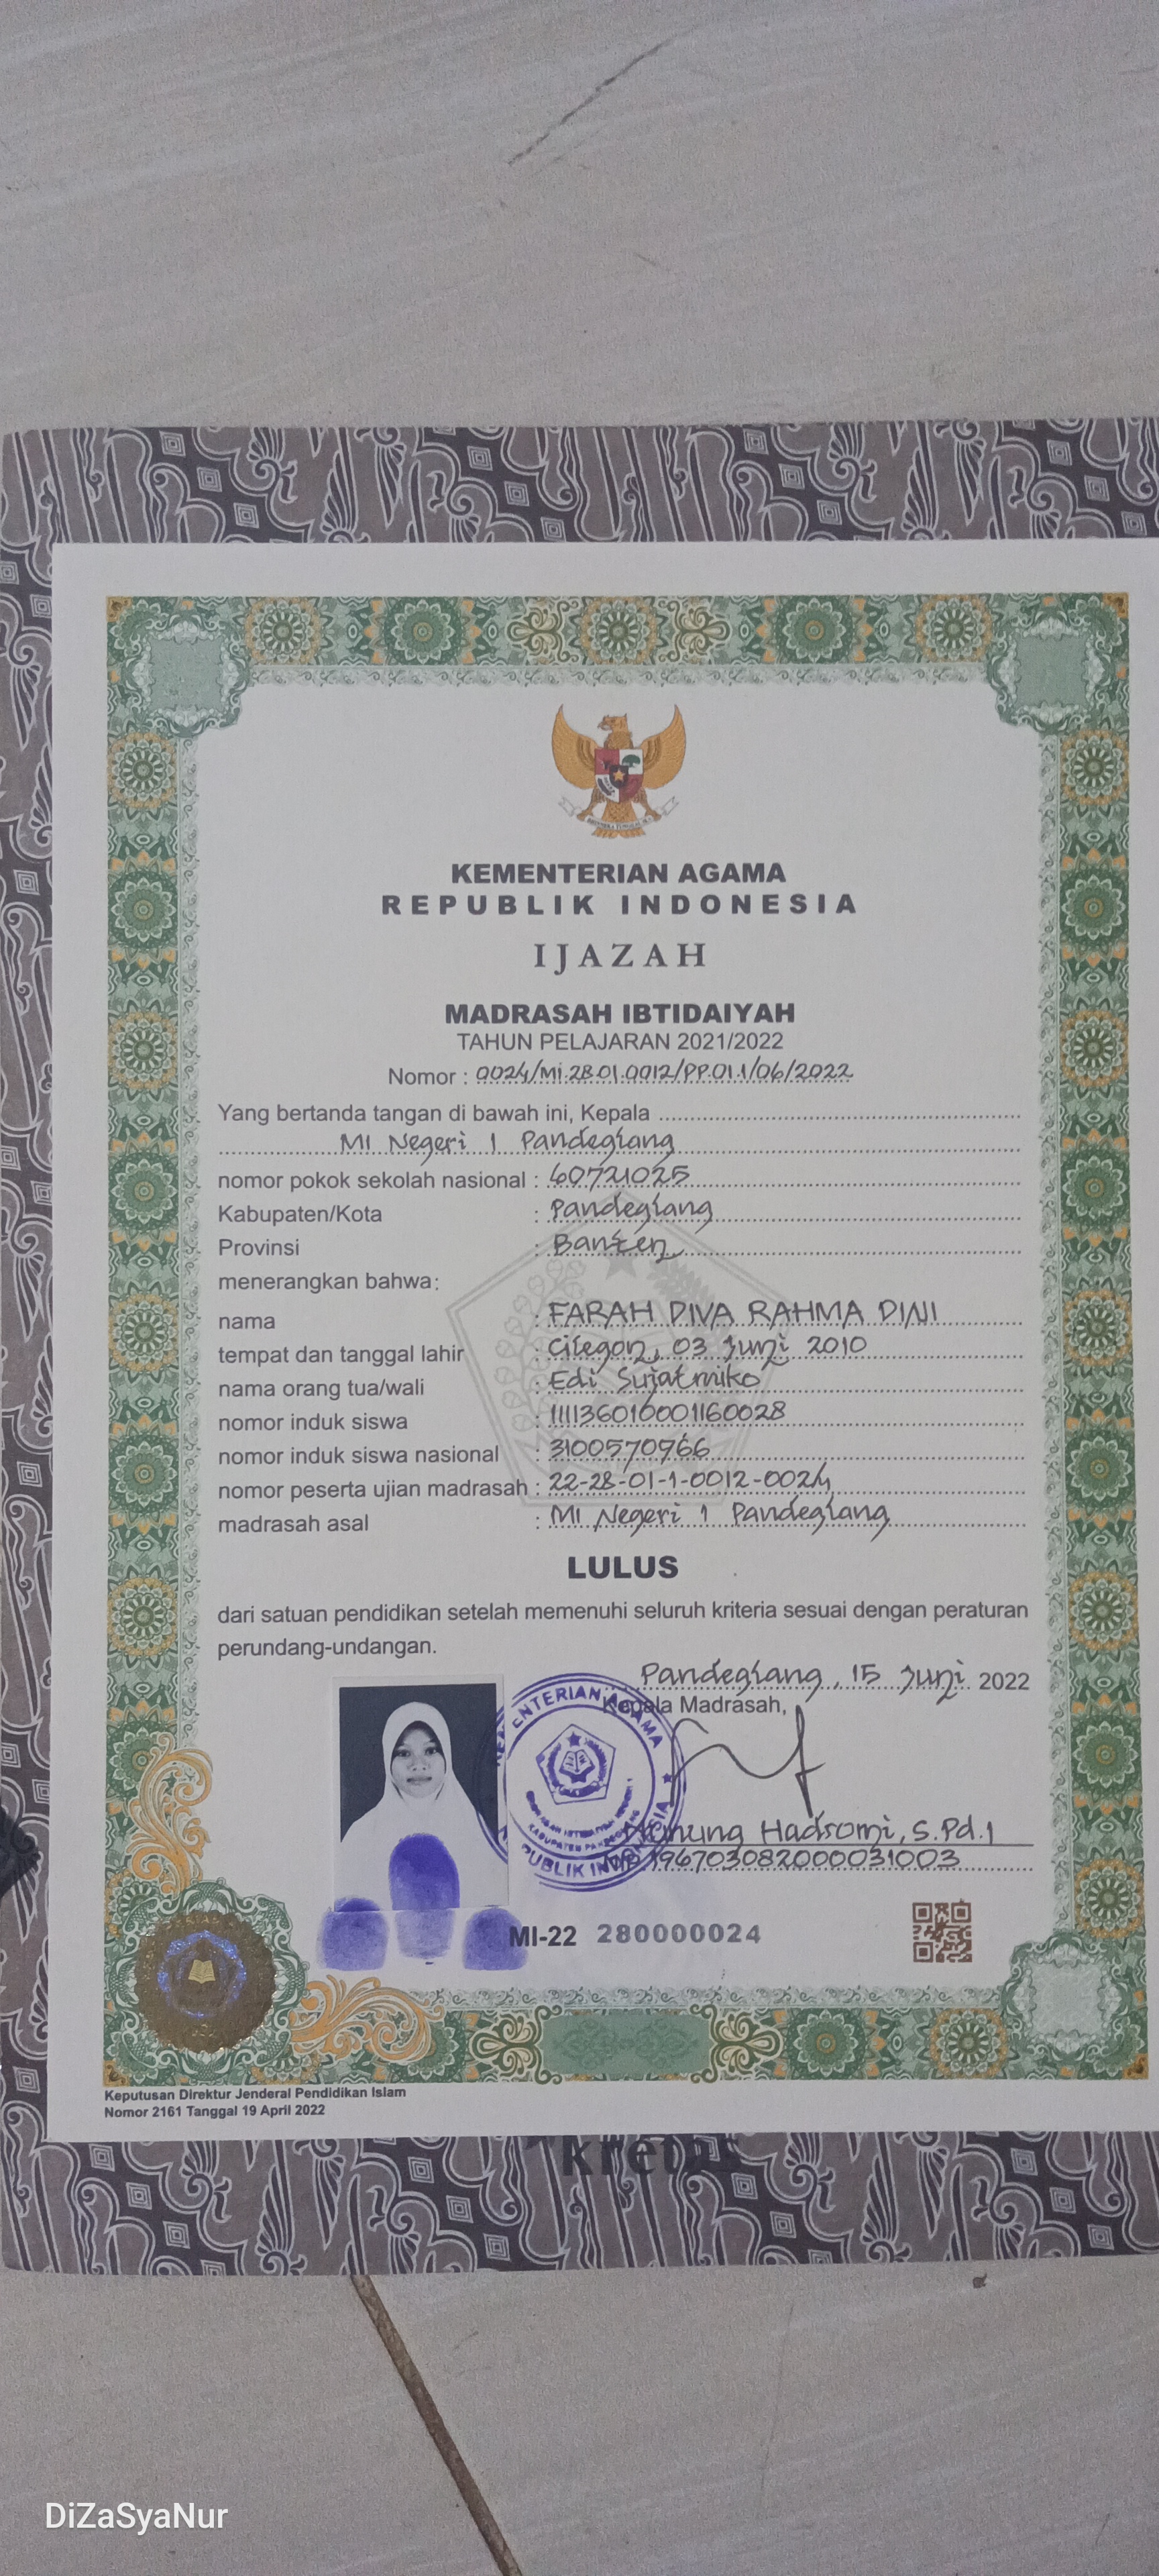 KEMENTERIAN AGAMA
REPUBLIK INDONESIA
IJAZAH
MADRASAH IBTIDAIYAH
TAHUN PELAJARAN 2021/2022
Nomor : 0024/MI.28.01.0012/PP.01.1/06/2022
Yang bertanda tangan di bawah ini, Kepala
MI Negeri 1 Pandeglang
nomor pokok sekolah nasional : 60721025
Kabupaten/Kota : Pandeglang
Provinsi : Banten
menerangkan bahwa:
nama : FARAH DIVA RAHMA DINI
tempat dan tanggal lahir : Cilegon, 03 Juni 2010
nama orang tua/wali : Edi Sujatmiko
nomor induk siswa : 111136010001160028
nomor induk siswa nasional : 3100570966
nomor peserta ujian madrasah : 22-28-01-1-0012-0024
madrasah asal : MI Negeri 1 Pandeglang
LULUS
dari satuan pendidikan setelah memenuhi seluruh kriteria sesuai dengan peraturan
perundang-undangan.
Pandeglang, 15 Juni 2022
Kepala Madrasah,
KEMENTERIAN AGAMA
REPUBLIK INDONESIA
Hadromi, S.Pd.I
NIP 196703082000031003
MI-22 280000024
Keputusan Direktur Jenderal Pendidikan Islam
Nomor 2161 Tanggal 19 April 2022
DiZaSyaNur